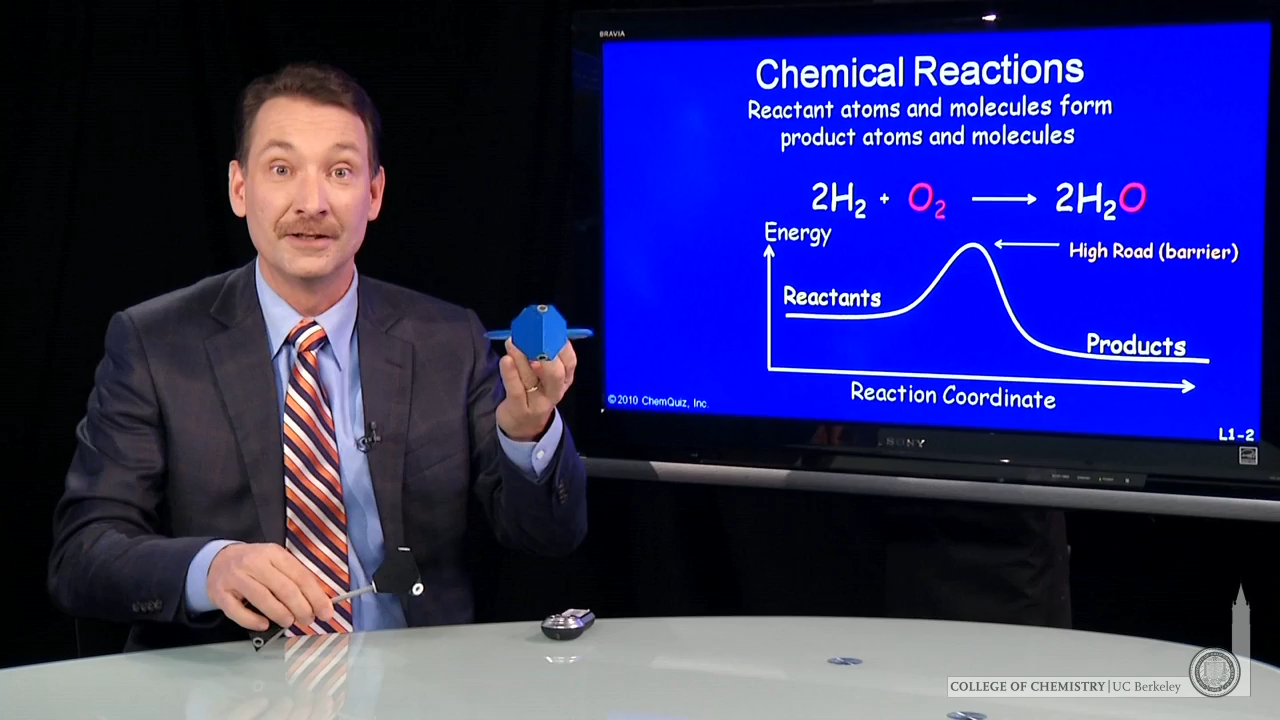 BRAVIA
Chemical Reactions
Reactant atoms and molecules form
product atoms and molecules
2H₂ + O₂ ⟶ 2H₂O
Energy
High Road (barrier)
Reactants
Products
Reaction Coordinate
©2010 ChemQuiz, Inc.
L1-2
SONY
COLLEGE OF CHEMISTRY | UC Berkeley